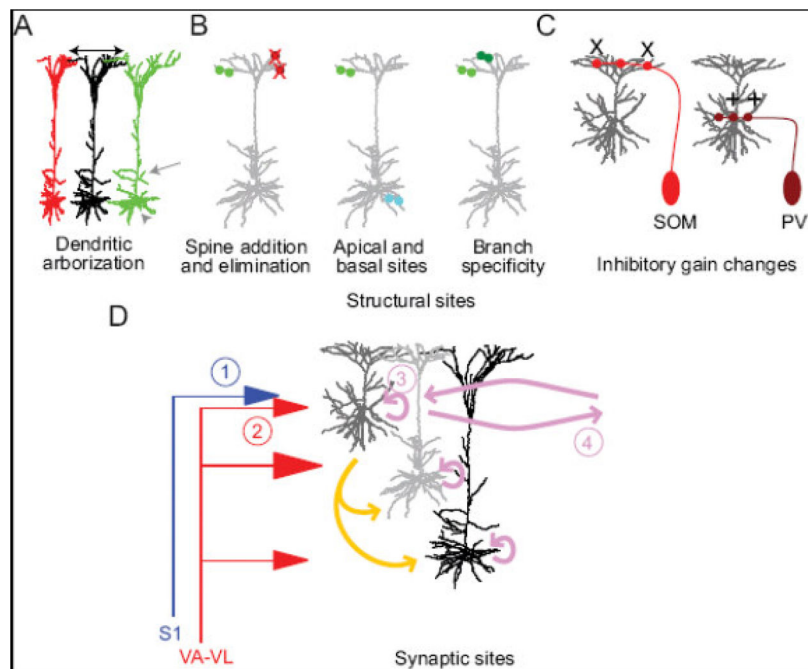 A
B
C
X X
+ +
SOM
PV
Dendritic
arborization
Spine addition
and elimination
Apical and
basal sites
Branch
specificity
Inhibitory gain changes
Structural sites
D
1
2
3
4
S1
VA-VL
Synaptic sites